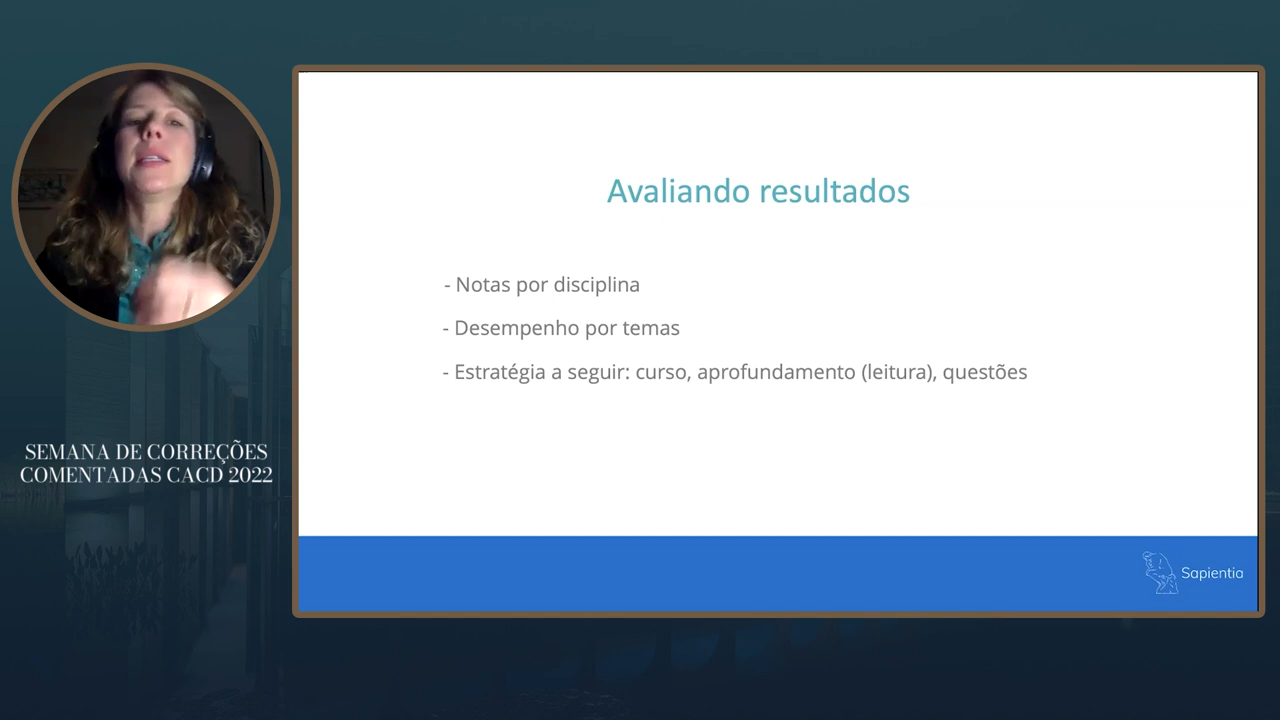 Avaliando resultados
- Notas por disciplina
- Desempenho por temas
- Estratégia a seguir: curso, aprofundamento (leitura), questões
SEMANA DE CORREÇÕES
COMENTADAS CACD 2022
Sapientia